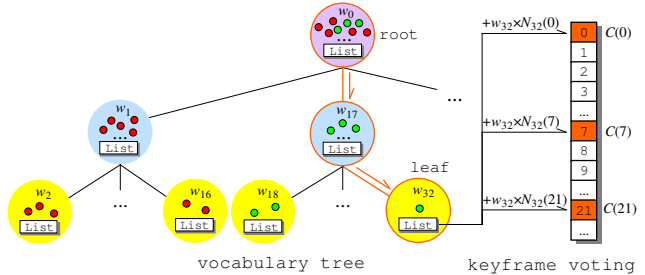 w0
...
List
root
w1
...
List
w17
...
List
...
leaf
w2
List
...
w16
List
w18
List
...
w32
List
vocabulary tree
+w32×N32(0)
+w32×N32(7)
+w32×N32(21)
0
1
2
3
...
7
8
9
...
21
...
C(0)
C(7)
C(21)
keyframe voting